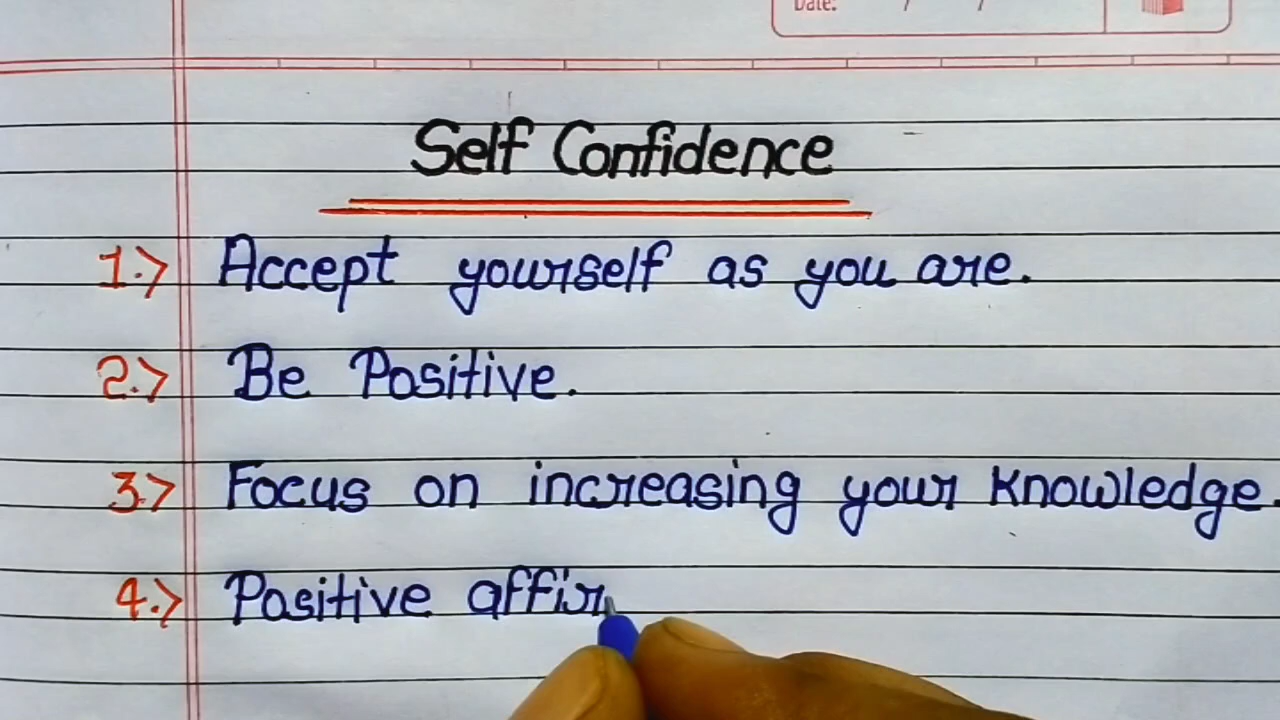 Date: / /
Self Confidence
1.> Accept yourself as you are.
2.> Be Positive.
3.> Focus on increasing your Knowledge.
4.> Positive affir